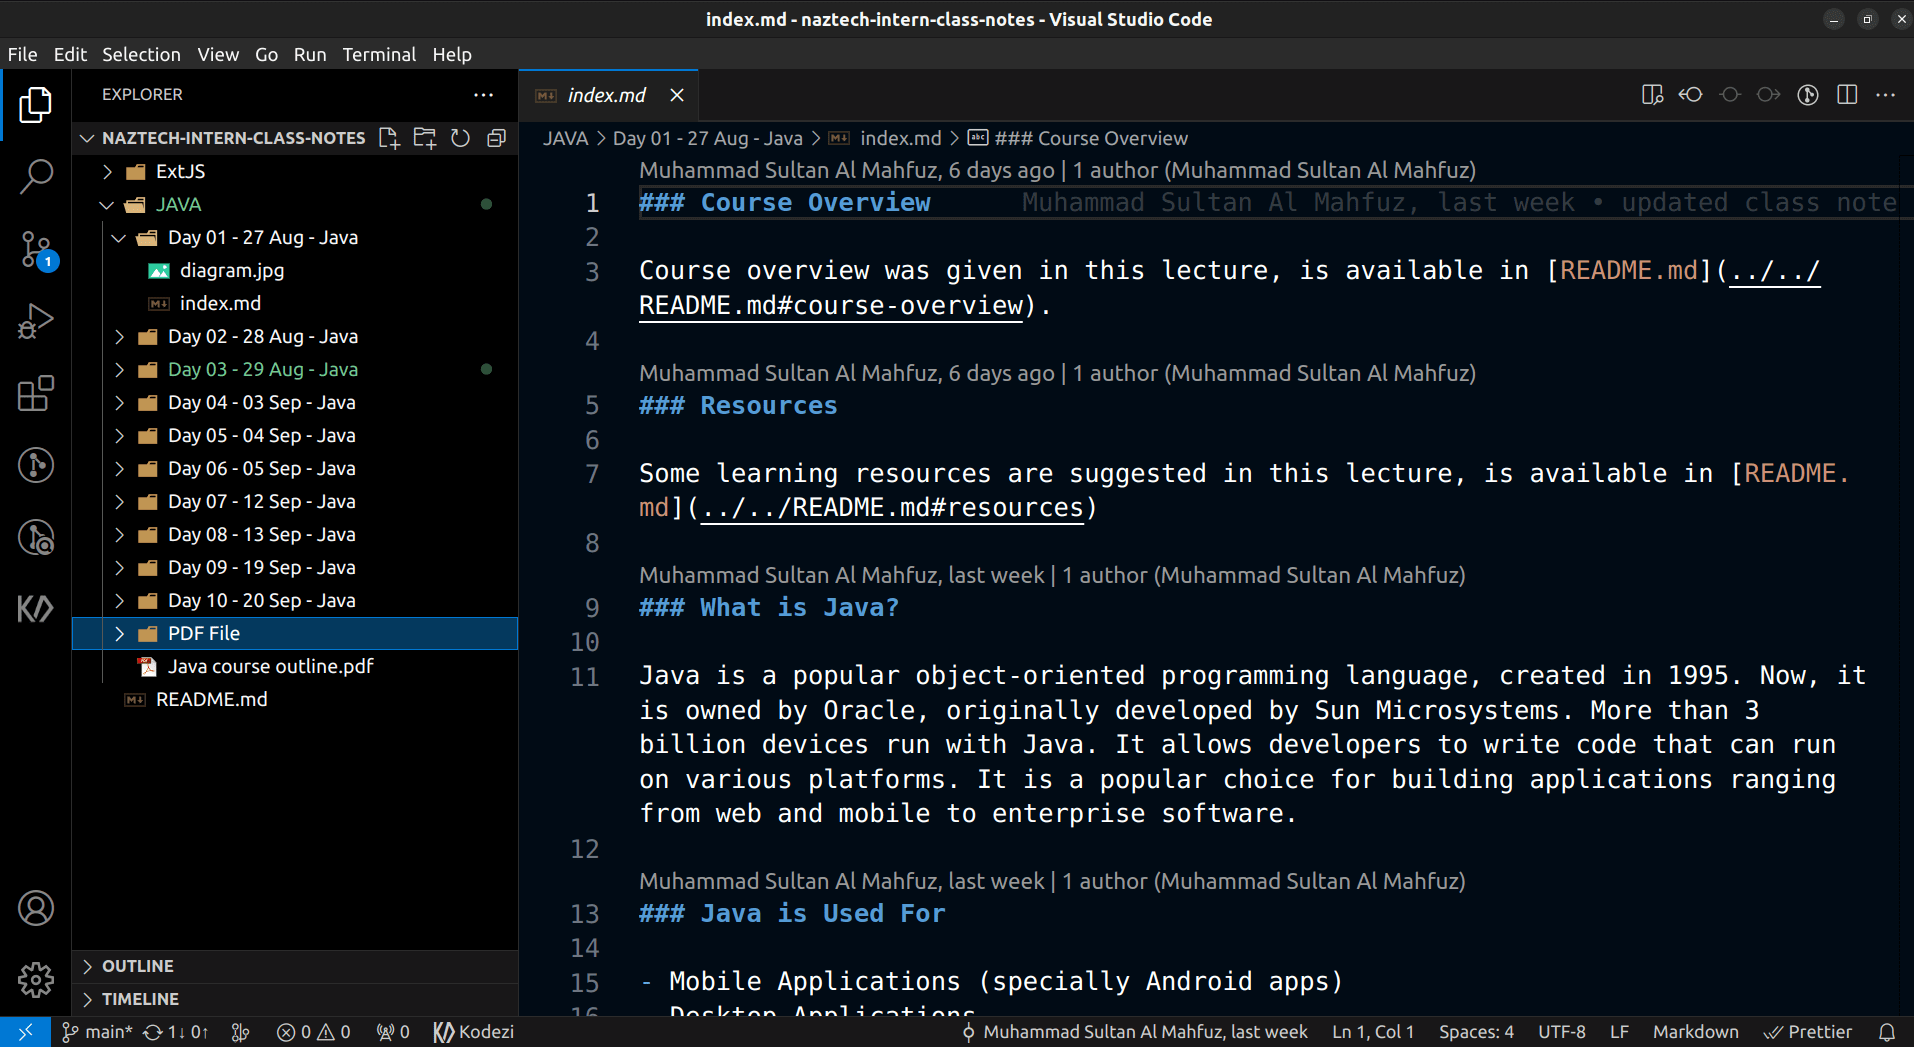 index.md - naztech-intern-class-notes - Visual Studio Code
File Edit Selection View Go Run Terminal Help
EXPLORER
NAZTECH-INTERN-CLASS-NOTES
ExtJS
JAVA
Day 01 - 27 Aug - Java
diagram.jpg
index.md
Day 02 - 28 Aug - Java
Day 03 - 29 Aug - Java
Day 04 - 03 Sep - Java
Day 05 - 04 Sep - Java
Day 06 - 05 Sep - Java
Day 07 - 12 Sep - Java
Day 08 - 13 Sep - Java
Day 09 - 19 Sep - Java
Day 10 - 20 Sep - Java
PDF File
Java course outline.pdf
README.md
OUTLINE
TIMELINE
1
index.md
JAVA > Day 01 - 27 Aug - Java > index.md > ### Course Overview
Muhammad Sultan Al Mahfuz, 6 days ago | 1 author (Muhammad Sultan Al Mahfuz)
1 ### Course Overview Muhammad Sultan Al Mahfuz, last week • updated class note
2
3 Course overview was given in this lecture, is available in [README.md](../../
README.md#course-overview).
4
Muhammad Sultan Al Mahfuz, 6 days ago | 1 author (Muhammad Sultan Al Mahfuz)
5 ### Resources
6
7 Some learning resources are suggested in this lecture, is available in [README.
md](../../README.md#resources)
8
Muhammad Sultan Al Mahfuz, last week | 1 author (Muhammad Sultan Al Mahfuz)
9 ### What is Java?
10
11 Java is a popular object-oriented programming language, created in 1995. Now, it
is owned by Oracle, originally developed by Sun Microsystems. More than 3
billion devices run with Java. It allows developers to write code that can run
on various platforms. It is a popular choice for building applications ranging
from web and mobile to enterprise software.
12
Muhammad Sultan Al Mahfuz, last week | 1 author (Muhammad Sultan Al Mahfuz)
13 ### Java is Used For
14
15 - Mobile Applications (specially Android apps)
16 Desktop Applications
main* 1↓ 0↑ 0 0 0 Kodezi Muhammad Sultan Al Mahfuz, last week Ln 1, Col 1 Spaces: 4 UTF-8 LF Markdown Prettier